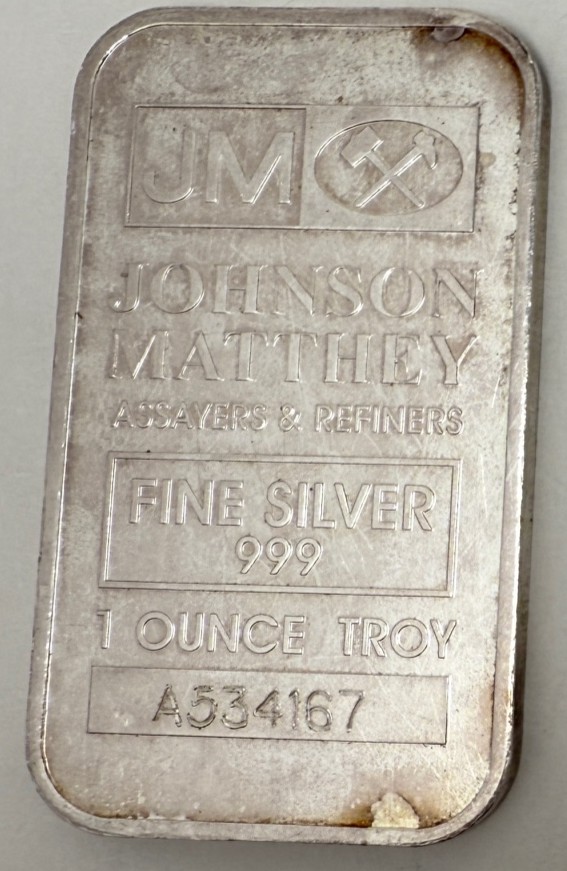 JM
JOHNSON
MATTHEY
ASSAYERS & REFINERS
FINE SILVER
999
1 OUNCE TROY
A534167